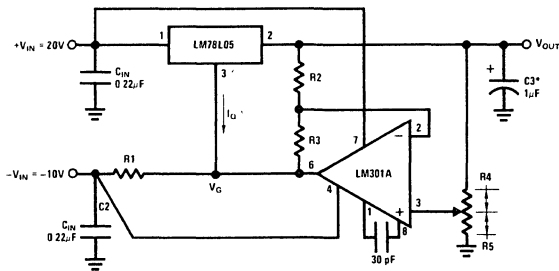 +VIN = 20V
1
LM78L05
2
VOUT
3
CIN
0.22µF
IQ
R2
R3
C3*
1µF
+
7
2
−
6
LM301A
-VIN = -10V
R1
VG
4
3
+
1
8
30 pF
R4
R5
C2
CIN
0.22µF